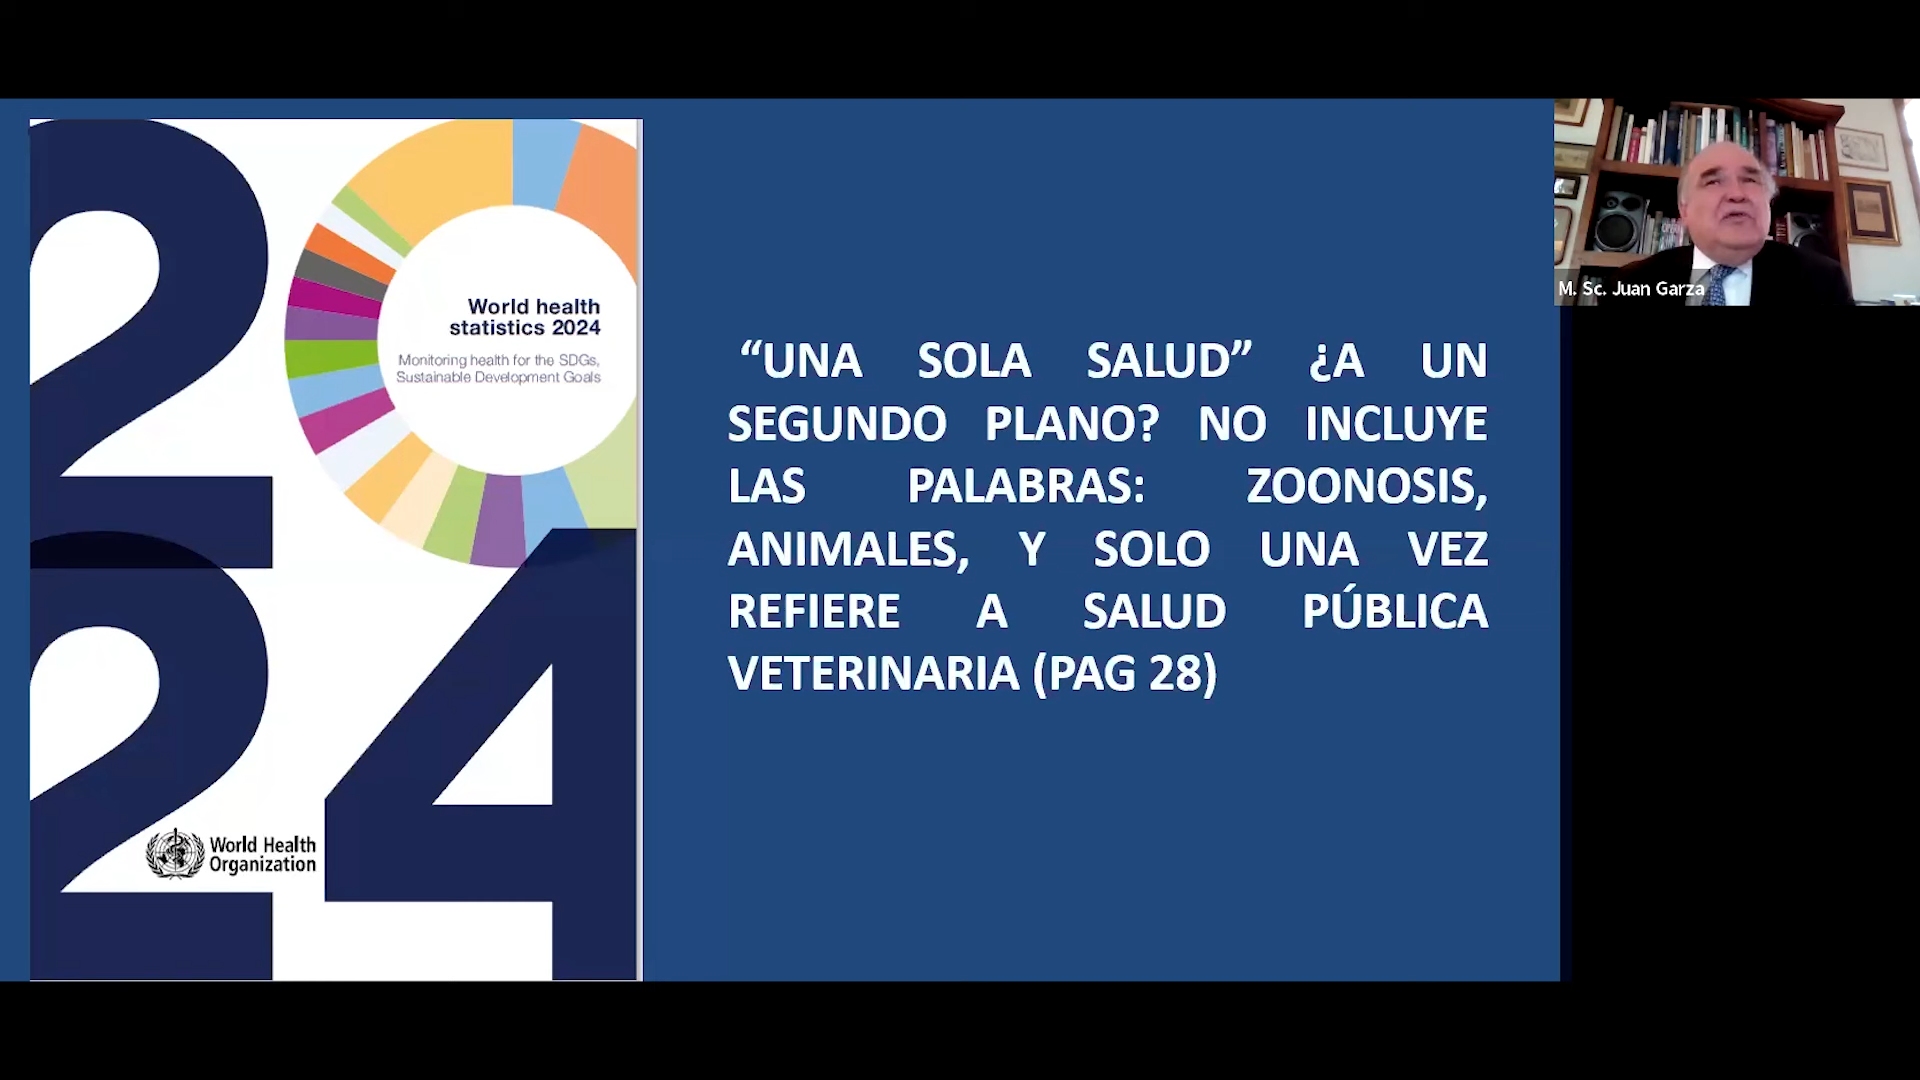 World health
statistics 2024
Monitoring health for the SDGs,
Sustainable Development Goals
2024
World Health
Organization
“UNA SOLA SALUD” ¿A UN
SEGUNDO PLANO? NO INCLUYE
LAS PALABRAS: ZOONOSIS,
ANIMALES, Y SOLO UNA VEZ
REFIERE A SALUD PÚBLICA
VETERINARIA (PAG 28)
M. Sc. Juan Garza